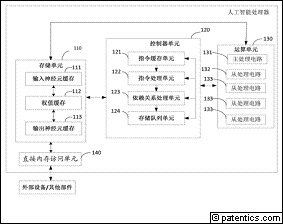 人工智能处理器
存储单元
110
输入神经元缓存
111
权值缓存
112
输出神经元缓存
113
控制器单元
120
121
指令缓存单元
122
指令处理单元
123
依赖关系处理单元
124
存储队列单元
运算单元
130
131
主处理电路
132
从处理电路
133
从处理电路
133
从处理电路
133
从处理电路
直接内存访问单元
140
外部设备/其他部件
© patentics.com